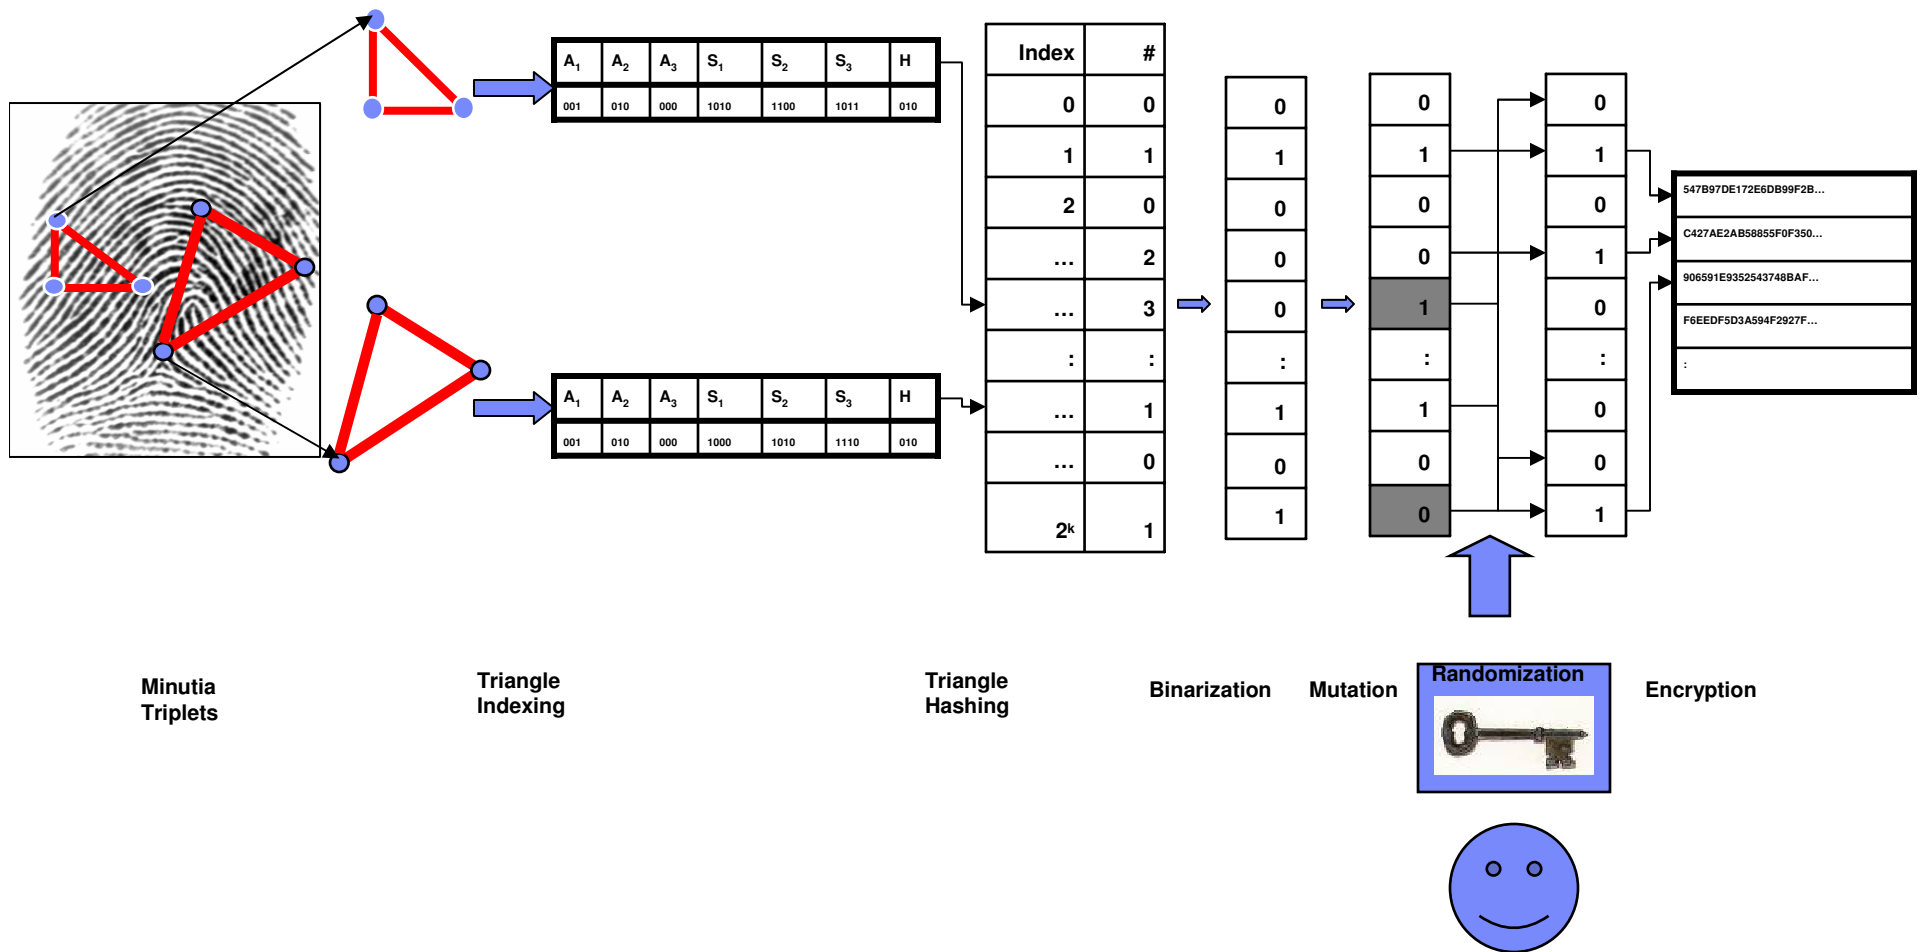 A1 A2 A3 S1 S2 S3 H
001 010 000 1010 1100 1011 010
A1 A2 A3 S1 S2 S3 H
001 010 000 1000 1010 1110 010
Index #
0 0
1 1
2 0
... 2
... 3
: :
... 1
... 0
2k 1
0
1
0
0
0
:
1
0
1
0
1
0
0
1
:
1
0
0
0
1
0
1
0
:
0
0
1
547B97DE172E6DB99F2B...
C427AE2AB58855F0F350...
906591E9352543748BAF...
F6EEDF5D3A594F2927F...
:
Minutia
Triplets
Triangle
Indexing
Triangle
Hashing
Binarization
Mutation
Randomization
Encryption